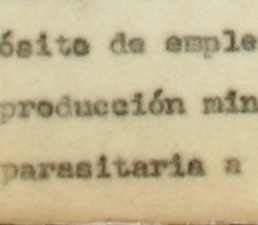 ósito de emple
producción min
parasitaria a